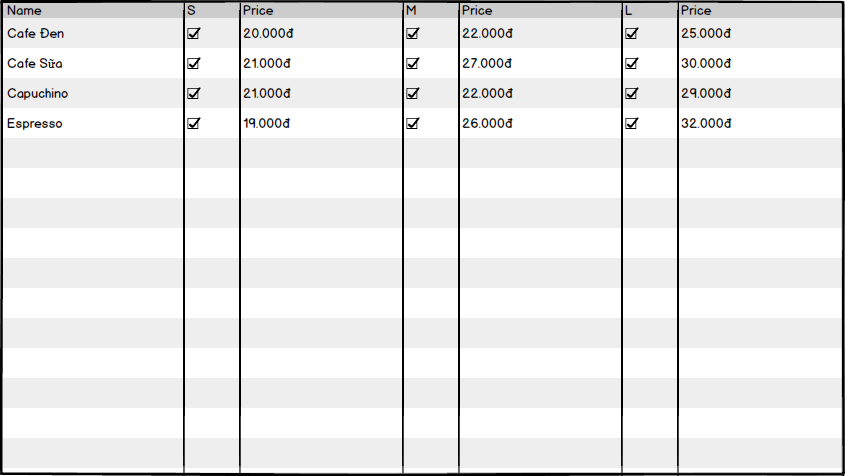 Name S Price M Price L Price
Cafe Đen 20.000đ 22.000đ 25.000đ
Cafe Sữa 21.000đ 27.000đ 30.000đ
Capuchino 21.000đ 22.000đ 29.000đ
Espresso 19.000đ 26.000đ 32.000đ